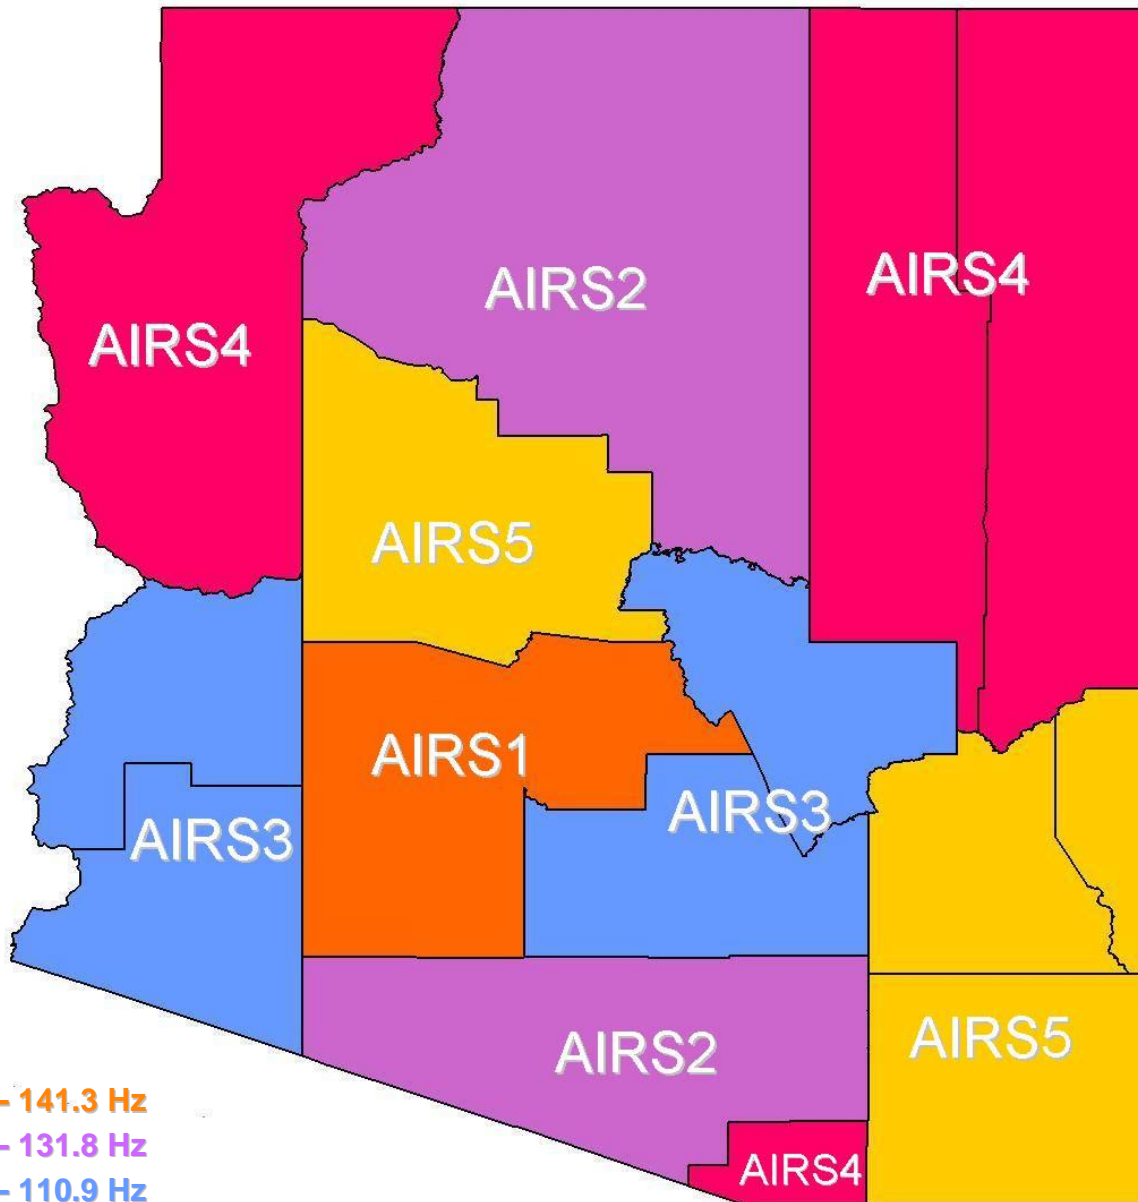 AIRS2
AIRS4
AIRS4
AIRS5
AIRS1
AIRS3
AIRS3
AIRS5
AIRS2
- 141.3 Hz
- 131.8 Hz
AIRS4
- 110.9 Hz